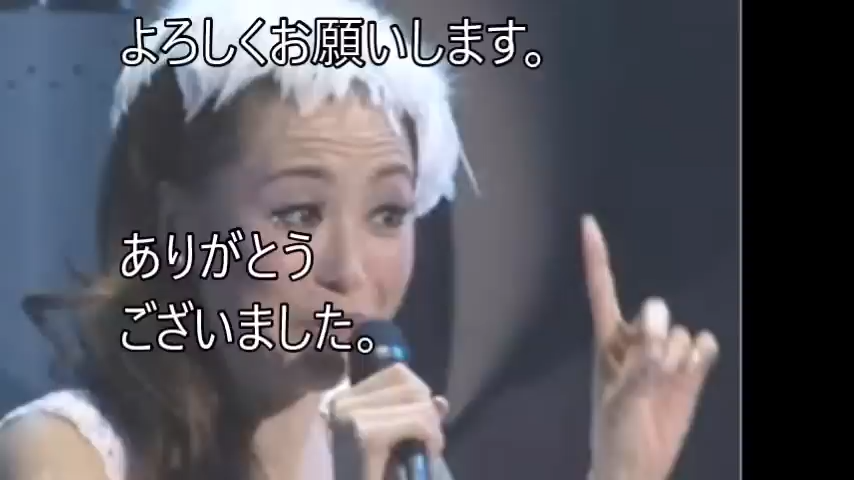 よろしくお願いします。
ありがとう
ございました。